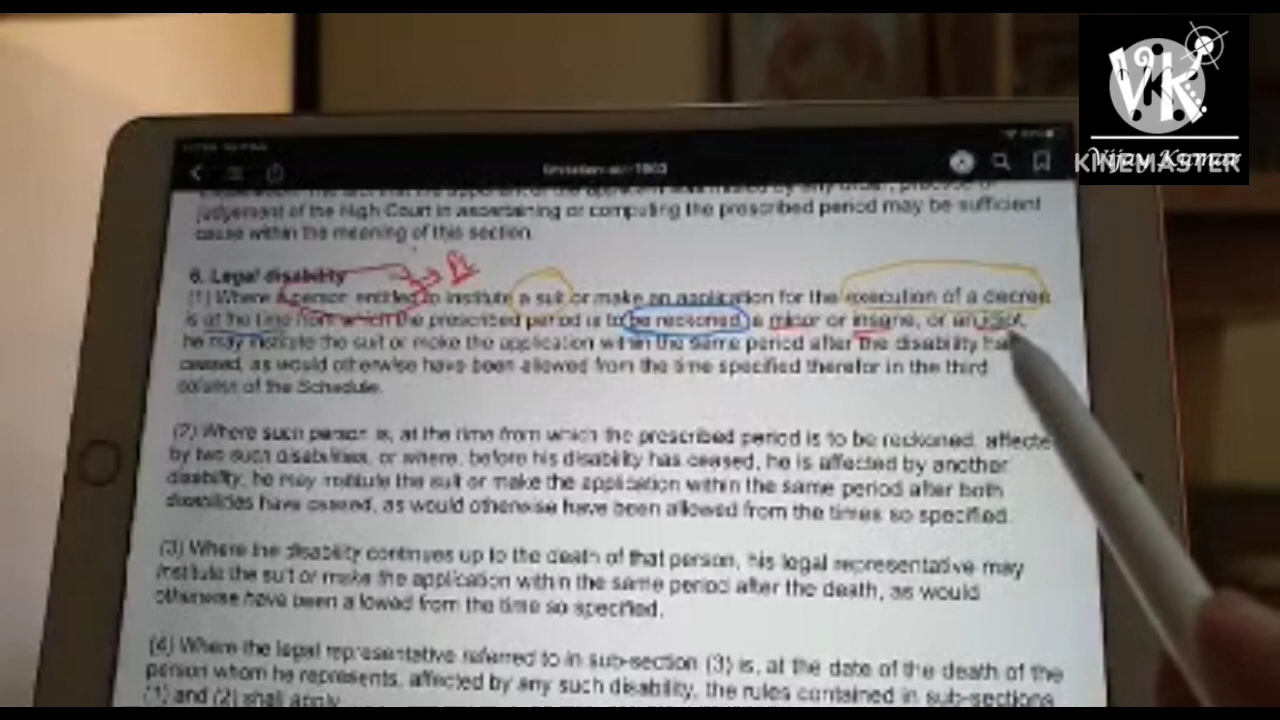 VK
Vijay Kumar
KINEMASTER
judgement of the High Court in ascertaining or computing the prescribed period may be sufficient
cause within the meaning of this section.
6. Legal disability
(1) Where a person entitled to institute a suit or make an application for the execution of a decree
is at the time from which the prescribed period is to be reckoned, a minor or insane, or an idiot,
he may institute the suit or make the application within the same period after the disability has
ceased, as would otherwise have been allowed from the time specified therefor in the third
column of the Schedule.
(2) Where such person is, at the time from which the prescribed period is to be reckoned, affecte
by two such disabilities, or where, before his disability has ceased, he is affected by another
disability, he may institute the suit or make the application within the same period after both
disabilities have ceased, as would otherwise have been allowed from the times so specified.
(3) Where the disability continues up to the death of that person, his legal representative may
institute the suit or make the application within the same period after the death, as would
otherwise have been allowed from the time so specified.
(4) Where the legal representative referred to in sub-section (3) is, at the date of the death of the
person whom he represents, affected by any such disability, the rules contained in sub-sections
(1) and (2) shall apply.